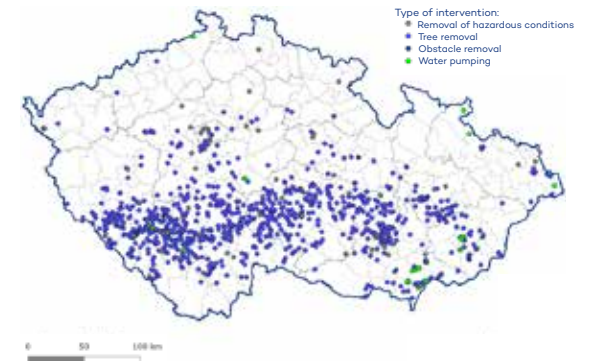 Type of intervention:
Removal of hazardous conditions
Tree removal
Obstacle removal
Water pumping
0 50 100 km